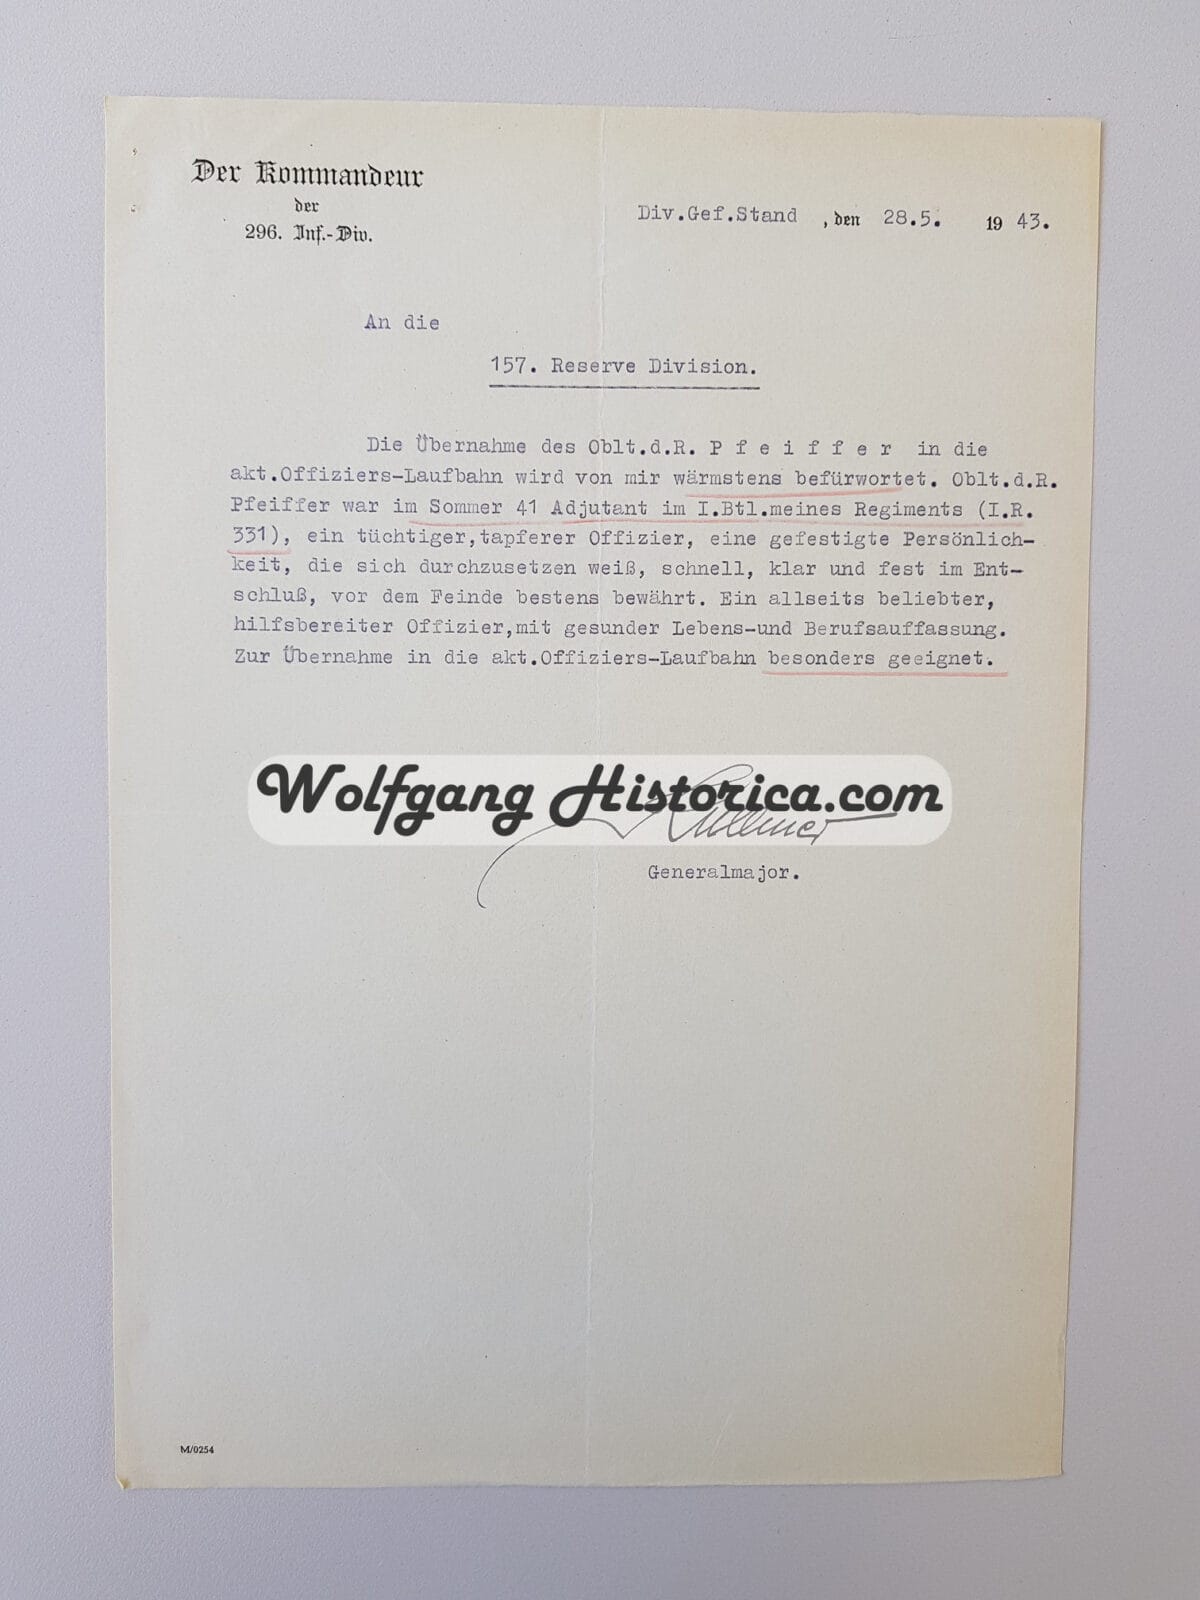 Der Kommandeur
der
296. Inf.-Div.
Div.Gef.Stand , den 28.5. 1943.
An die
157. Reserve Division.
Die Übernahme des Oblt.d.R. P f e i f f e r in die
akt.Offiziers-Laufbahn wird von mir wärmstens befürwortet. Oblt.d.R.
Pfeiffer war im Sommer 41 Adjutant im I.Btl.meines Regiments (I.R.
331), ein tüchtiger,tapferer Offizier, eine gefestigte Persönlich-
keit, die sich durchzusetzen weiß, schnell, klar und fest im Ent-
schluß, vor dem Feinde bestens bewährt. Ein allseits beliebter,
hilfsbereiter Offizier,mit gesunder Lebens-und Berufsauffassung.
Zur Übernahme in die akt.Offiziers-Laufbahn besonders geeignet.
Wolfgang Historica.com
Generalmajor.
M/0254